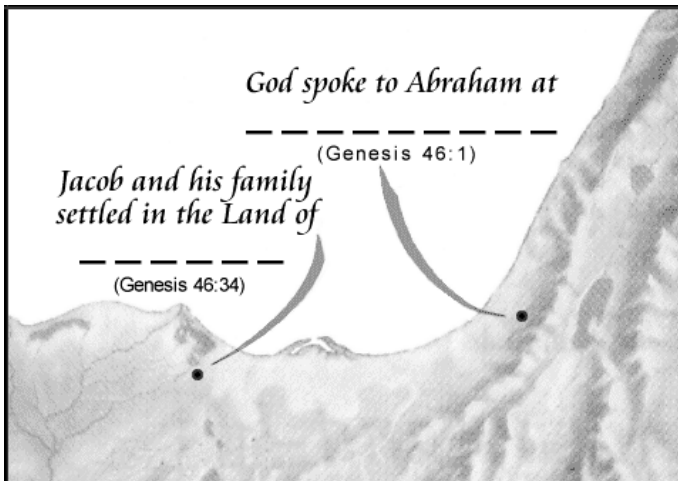 God spoke to Abraham at
_ _ _ _ _ _ _ _ _
(Genesis 46:1)
Jacob and his family
settled in the Land of
_ _ _ _ _ _
(Genesis 46:34)